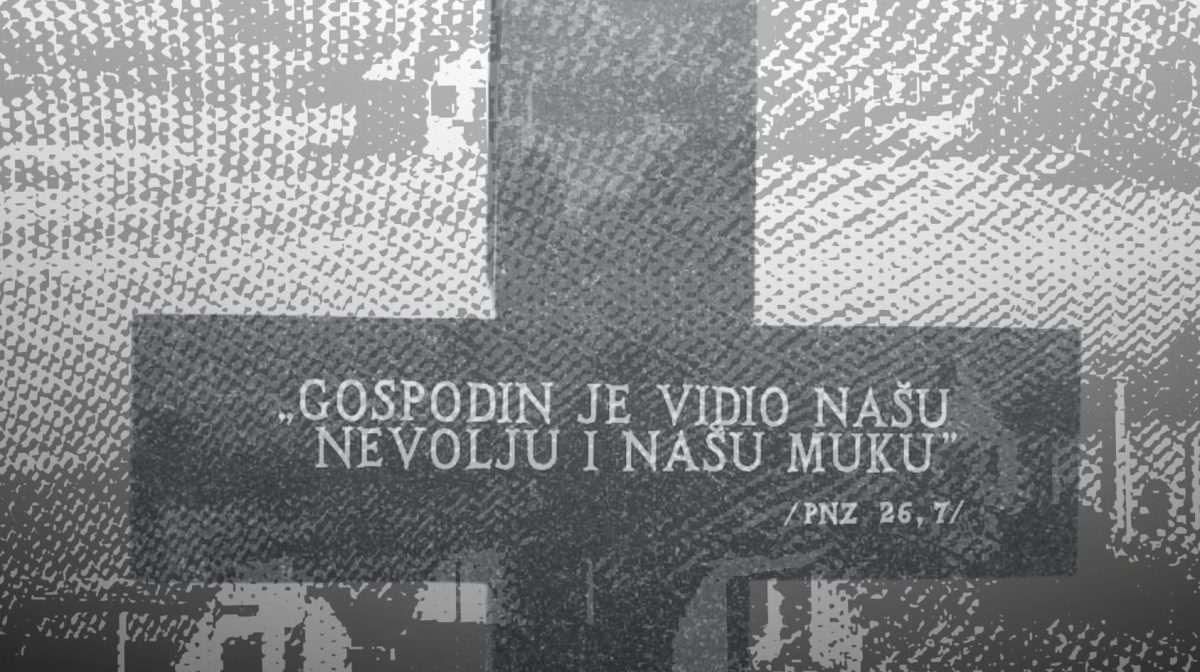 „GOSPODIN JE VIDIO NAŠU
NEVOLJU I NAŠU MUKU”
/PNZ 26,7/